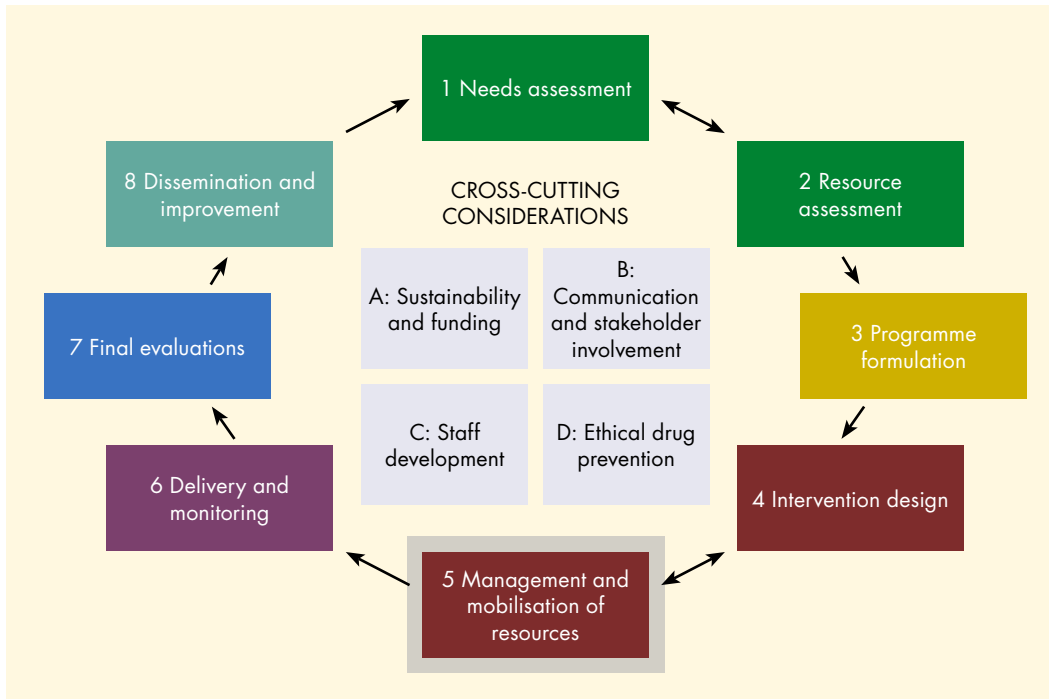 1 Needs assessment
2 Resource
assessment
3 Programme
formulation
4 Intervention design
5 Management and
mobilisation of
resources
6 Delivery and
monitoring
7 Final evaluations
8 Dissemination and
improvement
CROSS-CUTTING
CONSIDERATIONS
A: Sustainability
and funding
B:
Communication
and stakeholder
involvement
C: Staff
development
D: Ethical drug
prevention